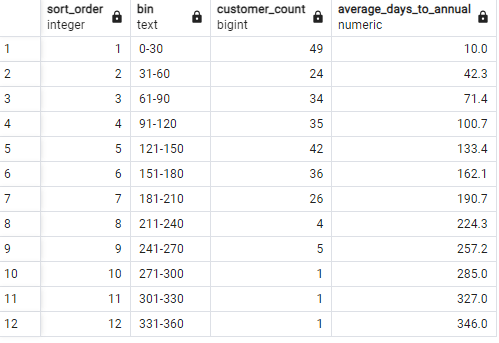 sort_order bin customer_count average_days_to_annual
integer text bigint numeric
1 1 0-30 49 10.0
2 2 31-60 24 42.3
3 3 61-90 34 71.4
4 4 91-120 35 100.7
5 5 121-150 42 133.4
6 6 151-180 36 162.1
7 7 181-210 26 190.7
8 8 211-240 4 224.3
9 9 241-270 5 257.2
10 10 271-300 1 285.0
11 11 301-330 1 327.0
12 12 331-360 1 346.0